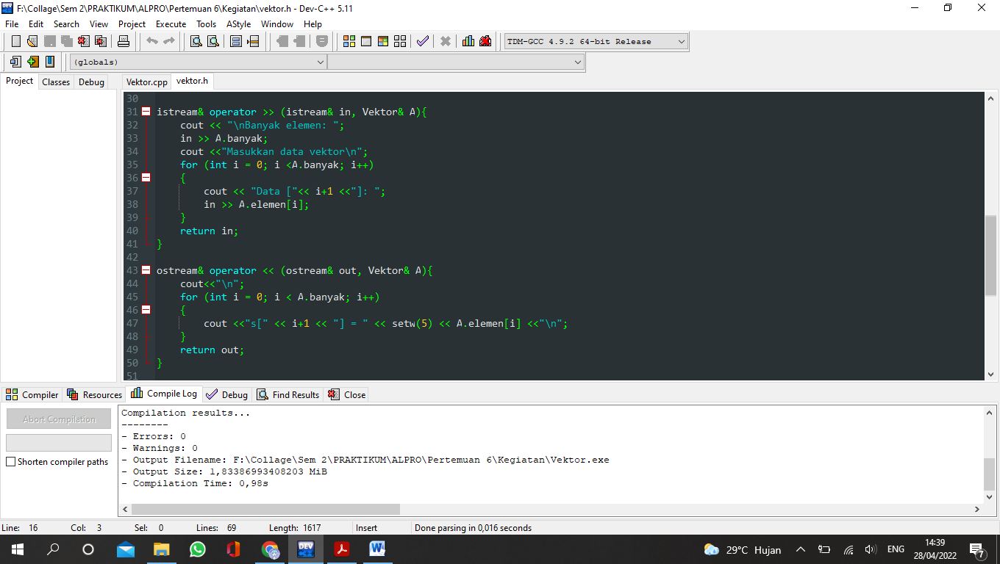 F:\Collage\Sem 2\PRAKTIKUM\ALPRO\Pertemuan 6\Kegiatan\vektor.h - Dev-C++ 5.11
File Edit Search View Project Execute Tools AStyle Window Help
TDM-GCC 4.9.2 64-bit Release
(globals)
Project Classes Debug Vektor.cpp vektor.h
30
31 istream& operator >> (istream& in, Vektor& A){
32 cout << "\nBanyak elemen: ";
33 in >> A.banyak;
34 cout <<"Masukkan data vektor\n";
35 for (int i = 0; i <A.banyak; i++)
36 {
37 cout << "Data ["<< i+1 <<"]: ";
38 in >> A.elemen[i];
39 }
40 return in;
41 }
42
43 ostream& operator << (ostream& out, Vektor& A){
44 cout<<"\n";
45 for (int i = 0; i < A.banyak; i++)
46 {
47 cout <<"s[" << i+1 << "] = " << setw(5) << A.elemen[i] <<"\n";
48 }
49 return out;
50 }
51
Compiler Resources Compile Log Debug Find Results Close
Abort Compilation
Shorten compiler paths
Compilation results...
--------
- Errors: 0
- Warnings: 0
- Output Filename: F:\Collage\Sem 2\PRAKTIKUM\ALPRO\Pertemuan 6\Kegiatan\Vektor.exe
- Output Size: 1,83386993408203 MiB
- Compilation Time: 0,98s
Line: 16 Col: 3 Sel: 0 Lines: 69 Length: 1617 Insert Done parsing in 0,016 seconds
DEV
29°C Hujan ENG 14:39
28/04/2022
7